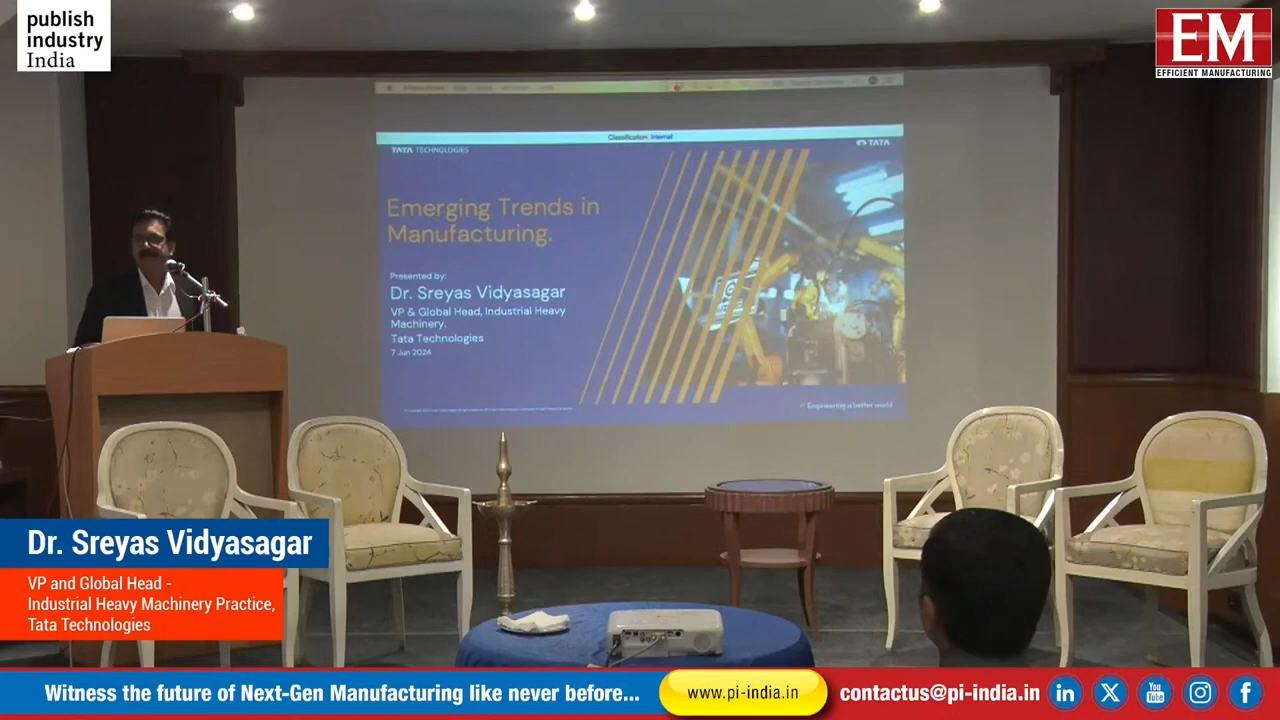 publish
industry
India
EM
EFFICIENT MANUFACTURING
Classification: Internal
TATA TECHNOLOGIES
TATA
Emerging Trends in
Manufacturing.
Presented by:
Dr. Sreyas Vidyasagar
VP & Global Head, Industrial Heavy
Machinery.
Tata Technologies
7 Jun 2024
// Engineering a better world
Dr. Sreyas Vidyasagar
VP and Global Head -
Industrial Heavy Machinery Practice,
Tata Technologies
Witness the future of Next-Gen Manufacturing like never before...
www.pi-india.in
contactus@pi-india.in
in
X
You
Tube
f